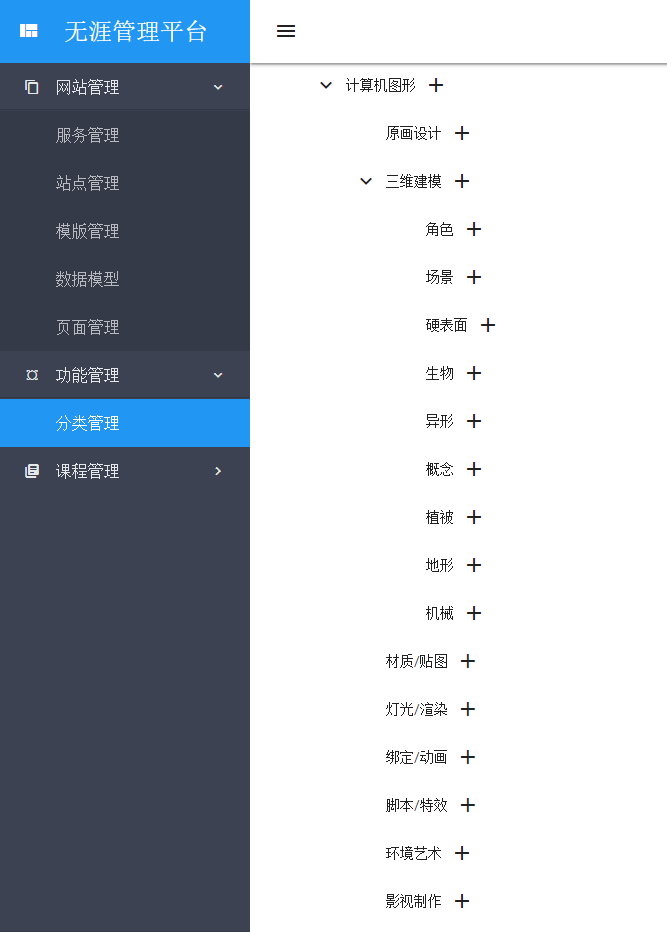 无涯管理平台
网站管理
服务管理
站点管理
模版管理
数据模型
页面管理
功能管理
分类管理
课程管理
计算机图形
原画设计
三维建模
角色
场景
硬表面
生物
异形
概念
植被
地形
机械
材质/贴图
灯光/渲染
绑定/动画
脚本/特效
环境艺术
影视制作